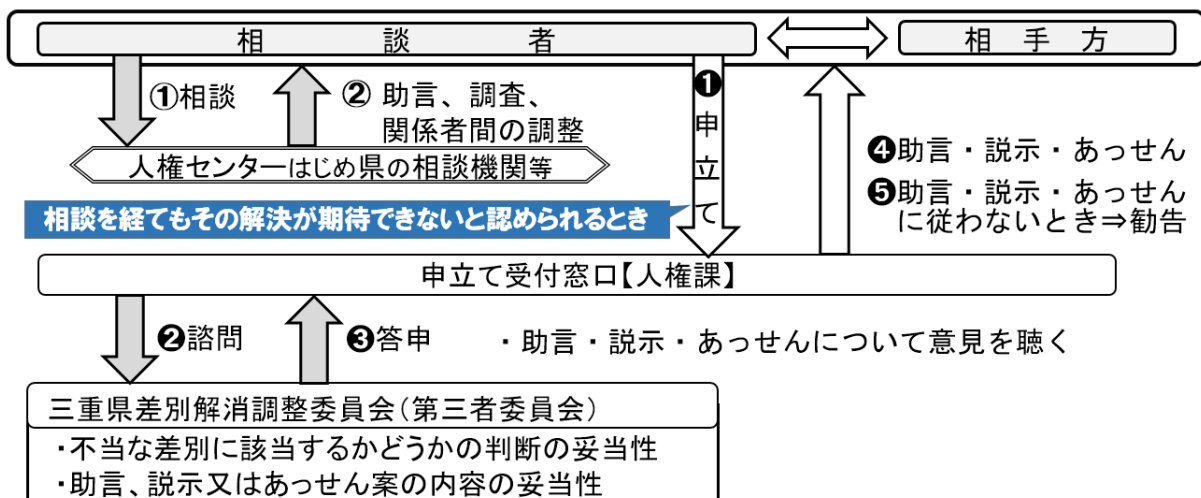 相談者
相手方
①相談
② 助言、調査、
関係者間の調整
❶申立て
人権センターはじめ県の相談機関等
❹助言・説示・あっせん
❺助言・説示・あっせん
に従わないとき⇒勧告
相談を経てもその解決が期待できないと認められるとき
申立て受付窓口【人権課】
❷諮問
❸答申
・助言・説示・あっせんについて意見を聴く
三重県差別解消調整委員会(第三者委員会)
・不当な差別に該当するかどうかの判断の妥当性
・助言、説示又はあっせん案の内容の妥当性